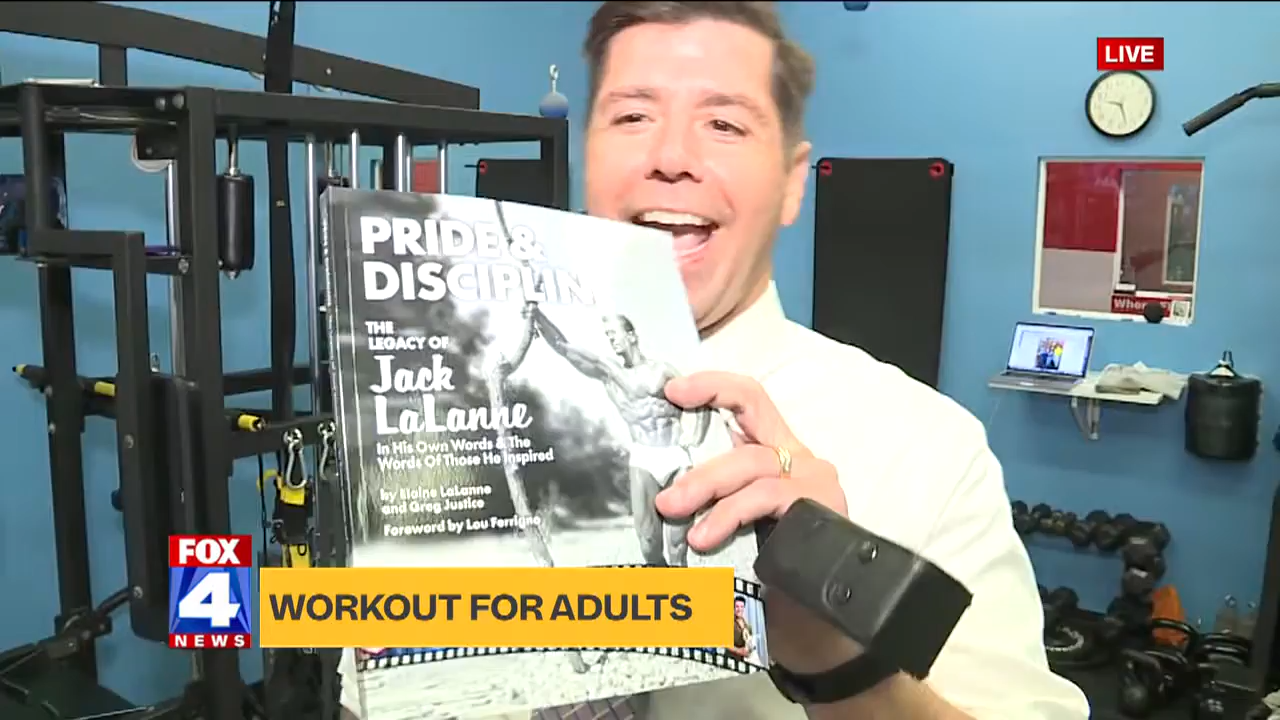 LIVE
PRIDE &
DISCIPLIN
THE
LEGACY OF
Jack
LaLanne
In His Own Words & The
Words Of Those He Inspired
by Elaine LaLanne
and Greg Justice
Foreword by Lou Ferrigno
FOX
4
NEWS
WORKOUT FOR ADULTS